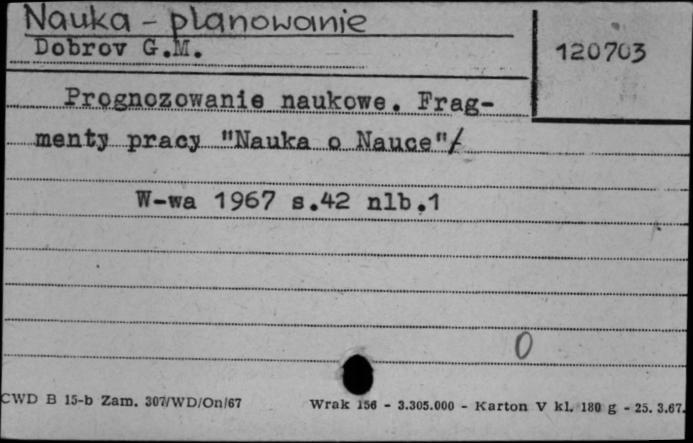 Nauka - planowanie
Dobrov G.M.
120703
Prognozowanie naukowe. Frag-
menty pracy "Nauka o Nauce"/
W-wa 1967 s.42 nlb.1
0
CWD B 15-b Zam. 307/WD/On/67
Wrak 156 - 3.305.000 - Karton V kl. 180 g - 25. 3.67.